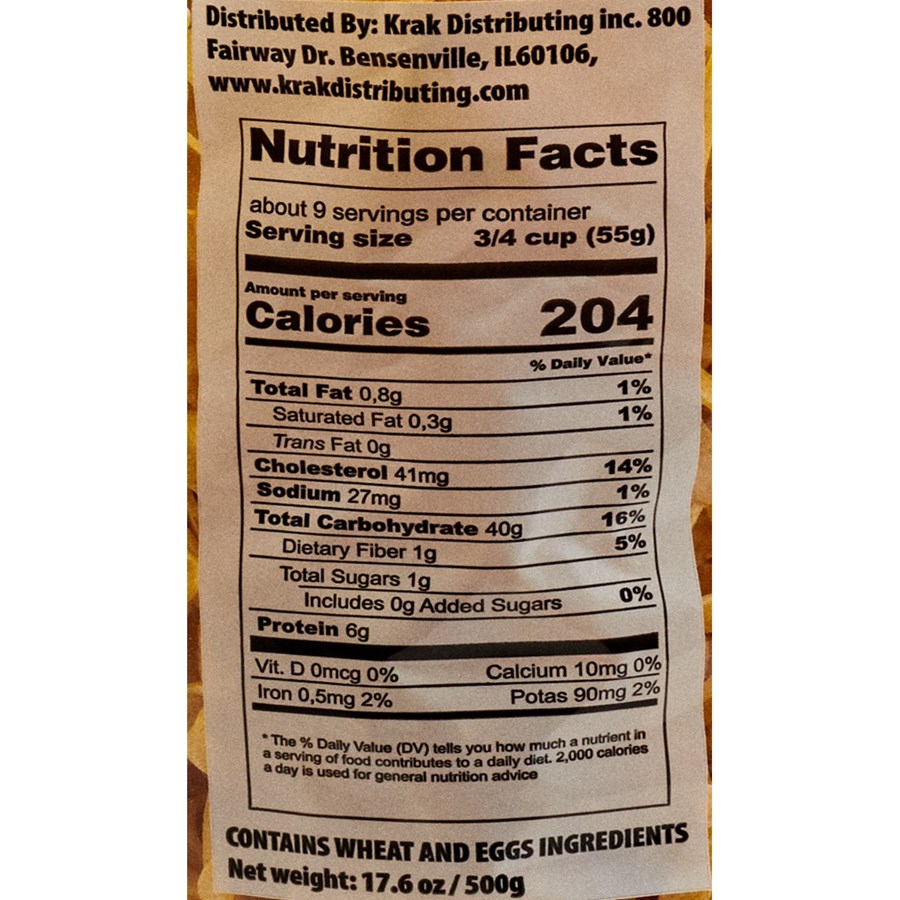 Distributed By: Krak Distributing inc. 800
Fairway Dr. Bensenville, IL60106,
www.krakdistributing.com
Nutrition Facts
about 9 servings per container
Serving size 3/4 cup (55g)
Amount per serving
Calories 204
% Daily Value*
Total Fat 0,8g 1%
Saturated Fat 0,3g 1%
Trans Fat 0g
Cholesterol 41mg 14%
Sodium 27mg 1%
Total Carbohydrate 40g 16%
Dietary Fiber 1g 5%
Total Sugars 1g
Includes 0g Added Sugars 0%
Protein 6g
Vit. D 0mcg 0% Calcium 10mg 0%
Iron 0,5mg 2% Potas 90mg 2%
* The % Daily Value (DV) tells you how much a nutrient in
a serving of food contributes to a daily diet. 2,000 calories
a day is used for general nutrition advice
CONTAINS WHEAT AND EGGS INGREDIENTS
Net weight: 17.6 oz / 500g